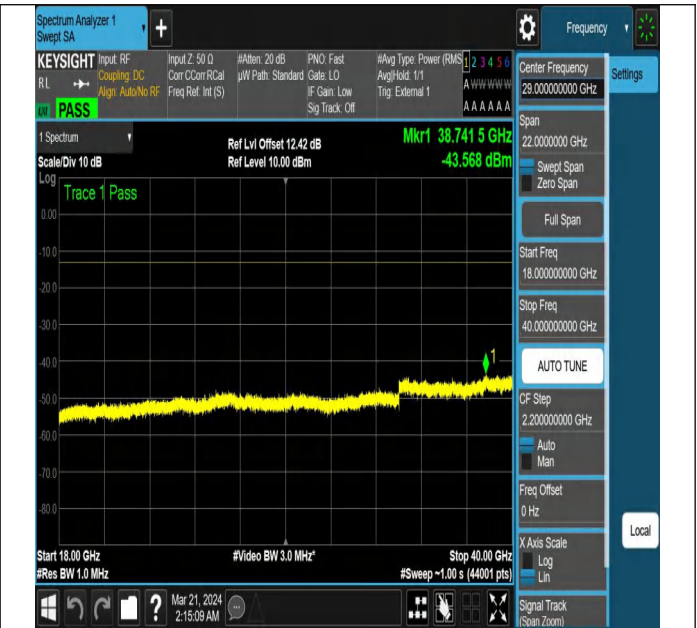 Spectrum Analyzer 1
Swept SA
+
Frequency
KEYSIGHT
RL
PASS
Input: RF
Coupling: DC
Align: Auto/No RF
Input Z: 50 Ω
Corr CCorr RCal
Freq Ref: Int (S)
#Atten: 20 dB
µW Path: Standard
PNO: Fast
Gate: LO
IF Gain: Low
Sig Track: Off
#Avg Type: Power (RMS
Avg|Hold: 1/1
Trig: External 1
1 2 3 4 5 6
A W W W W W
A A A A A A
Center Frequency
29.000000000 GHz
Settings
1 Spectrum
Scale/Div 10 dB
Ref Lvl Offset 12.42 dB
Ref Level 10.00 dBm
Mkr1 38.741 5 GHz
-43.568 dBm
Span
22.0000000 GHz
Swept Span
Zero Span
Full Span
Start Freq
18.000000000 GHz
Stop Freq
40.000000000 GHz
AUTO TUNE
CF Step
2.200000000 GHz
Auto
Man
Freq Offset
0 Hz
X Axis Scale
Log
Lin
Signal Track
(Span Zoom)
Local
Log
Trace 1 Pass
0.00
-10.0
-20.0
-30.0
-40.0
-50.0
-60.0
-70.0
-80.0
1
Start 18.00 GHz
#Res BW 1.0 MHz
#Video BW 3.0 MHz*
Stop 40.00 GHz
#Sweep ~1.00 s (44001 pts)
?
Mar 21, 2024
2:15:09 AM